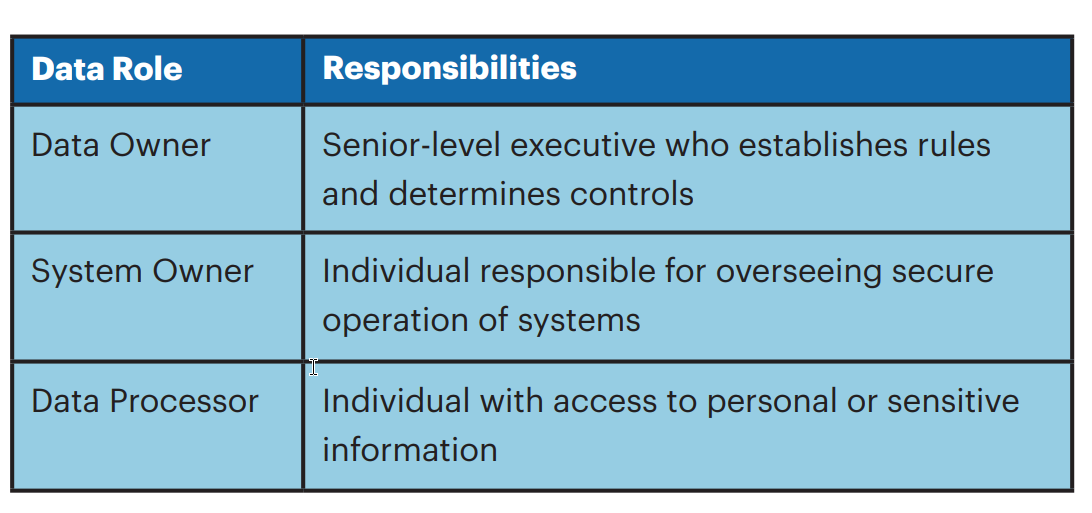 Data Role
Responsibilities
Data Owner
Senior-level executive who establishes rules
and determines controls
System Owner
Individual responsible for overseeing secure
operation of systems
Data Processor
Individual with access to personal or sensitive
information